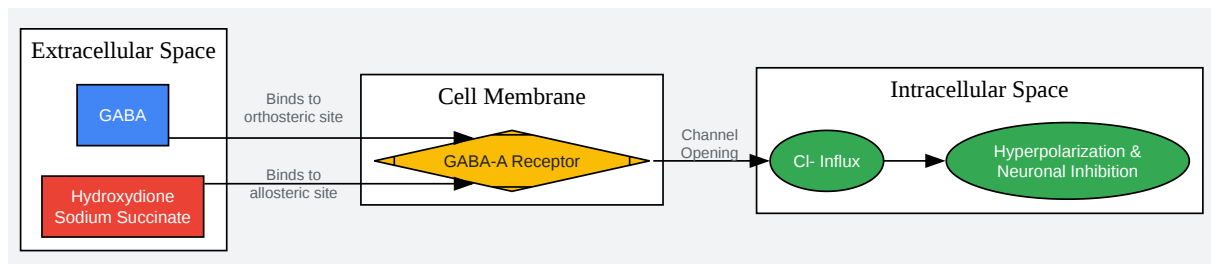 Extracellular Space
GABA
Hydroxydione
Sodium Succinate
Binds to
orthosteric site
Binds to
allosteric site
Cell Membrane
GABA-A Receptor
Channel
Opening
Intracellular Space
Cl- Influx
Hyperpolarization &
Neuronal Inhibition